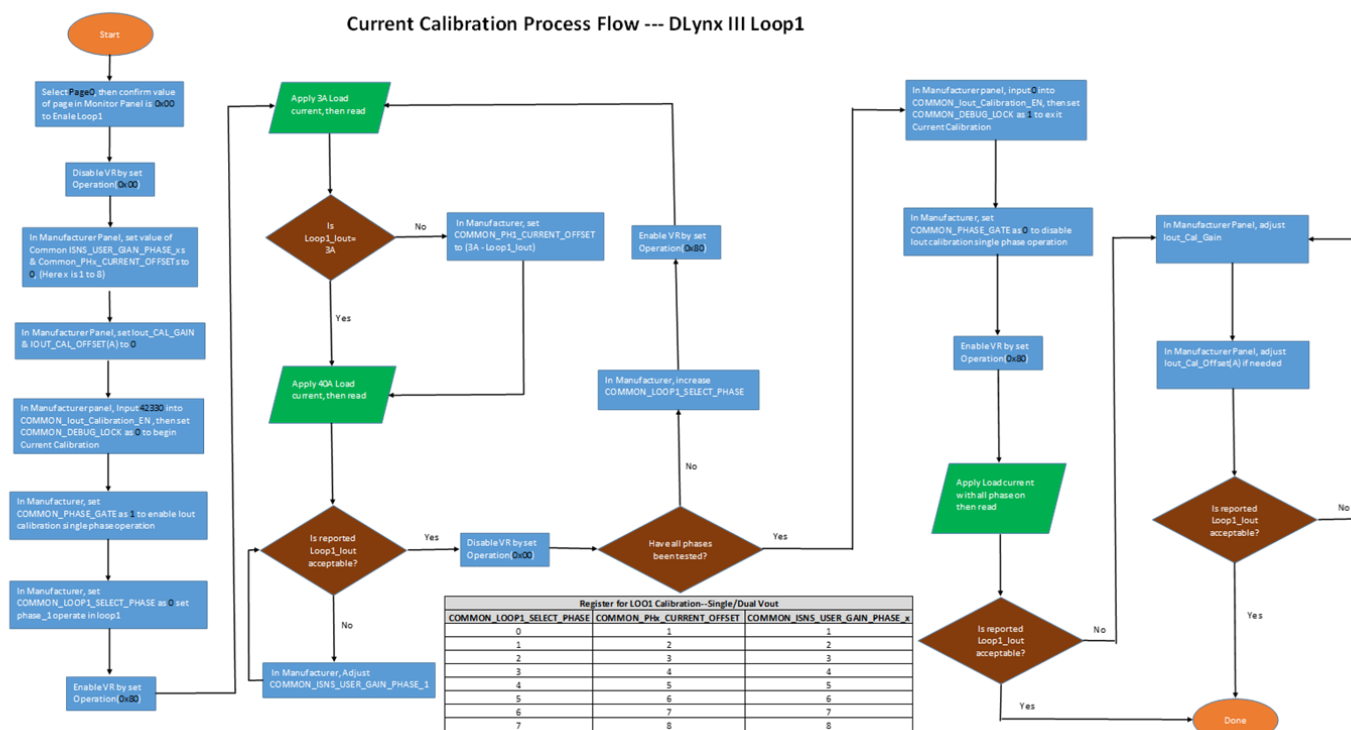 Current Calibration Process Flow --- DLynx III Loop1
Start
Select Page0, then confirm value
of page in Monitor Panel is 0x00
to Enale Loop1
Disable VR by set
Operation(0x00)
In Manufacturer Panel, set value of
Common ISNS_USER_GIAN_PHASE_xs
& Common_PHx_CURRENT_OFFSETs to
0, (Here x is 1 to 8)
In Manufacturer Panel, set Iout_CAL_GAIN
& IOUT_CAL_OFFSET(A) to 0
In Manufacturer panel, Input 42330 into
COMMON_Iout_Calibration_EN, then set
COMMON_DEBUG_LOCK as 0 to begin
Current Calibration
In Manufacturer, set
COMMON_PHASE_GATE as 1 to enable Iout
calibration single phase operation
In Manufacturer, set
COMMON_LOOP1_SELECT_PHASE as 0 set
phase_1 operate in loop1
Enable VR by set
Operation(0x80)
Apply 3A Load
current, then read
Is
Loop1_Iout=
3A
No
In Manufacturer, set
COMMON_PH1_CURRENT_OFFSET
to (3A - Loop1_Iout)
Yes
Apply 40A Load
current, then read
Is reported
Loop1_Iout
acceptable?
Yes
No
In Manufacturer, Adjust
COMMON_ISNS_USER_GAIN_PHASE_1
Disable VR by set
Operation(0x00)
Have all phases
been tested?
No
In Manufacturer, increase
COMMON_LOOP1_SELECT_PHASE
Enable VR by set
Operation(0x80)
Yes
In Manufacturer panel, input 0 into
COMMON_Iout_Calibration_EN, then set
COMMON_DEBUG_LOCK as 1 to exit
Current Calibration
In Manufacturer, set
COMMON_PHASE_GATE as 0 to disable
Iout calibration single phase operation
Enable VR by set
Operation(0x80)
Apply Load current
with all phase on
then read
Is reported
Loop1_Iout
acceptable?
No
Yes
In Manufacturer Panel, adjust
Iout_Cal_Gain
In Manufacturer Panel, adjust
Iout_Cal_Offset(A) if needed
Is reported
Loop1_Iout
acceptable?
No
Yes
Done
Register for LOO1 Calibration--Single/Dual Vout
COMMON_LOOP1_SELECT_PHASE COMMON_PHx_CURRENT_OFFSET COMMON_ISNS_USER_GAIN_PHASE_x
0 1 1
1 2 2
2 3 3
3 4 4
4 5 5
5 6 6
6 7 7
7 8 8